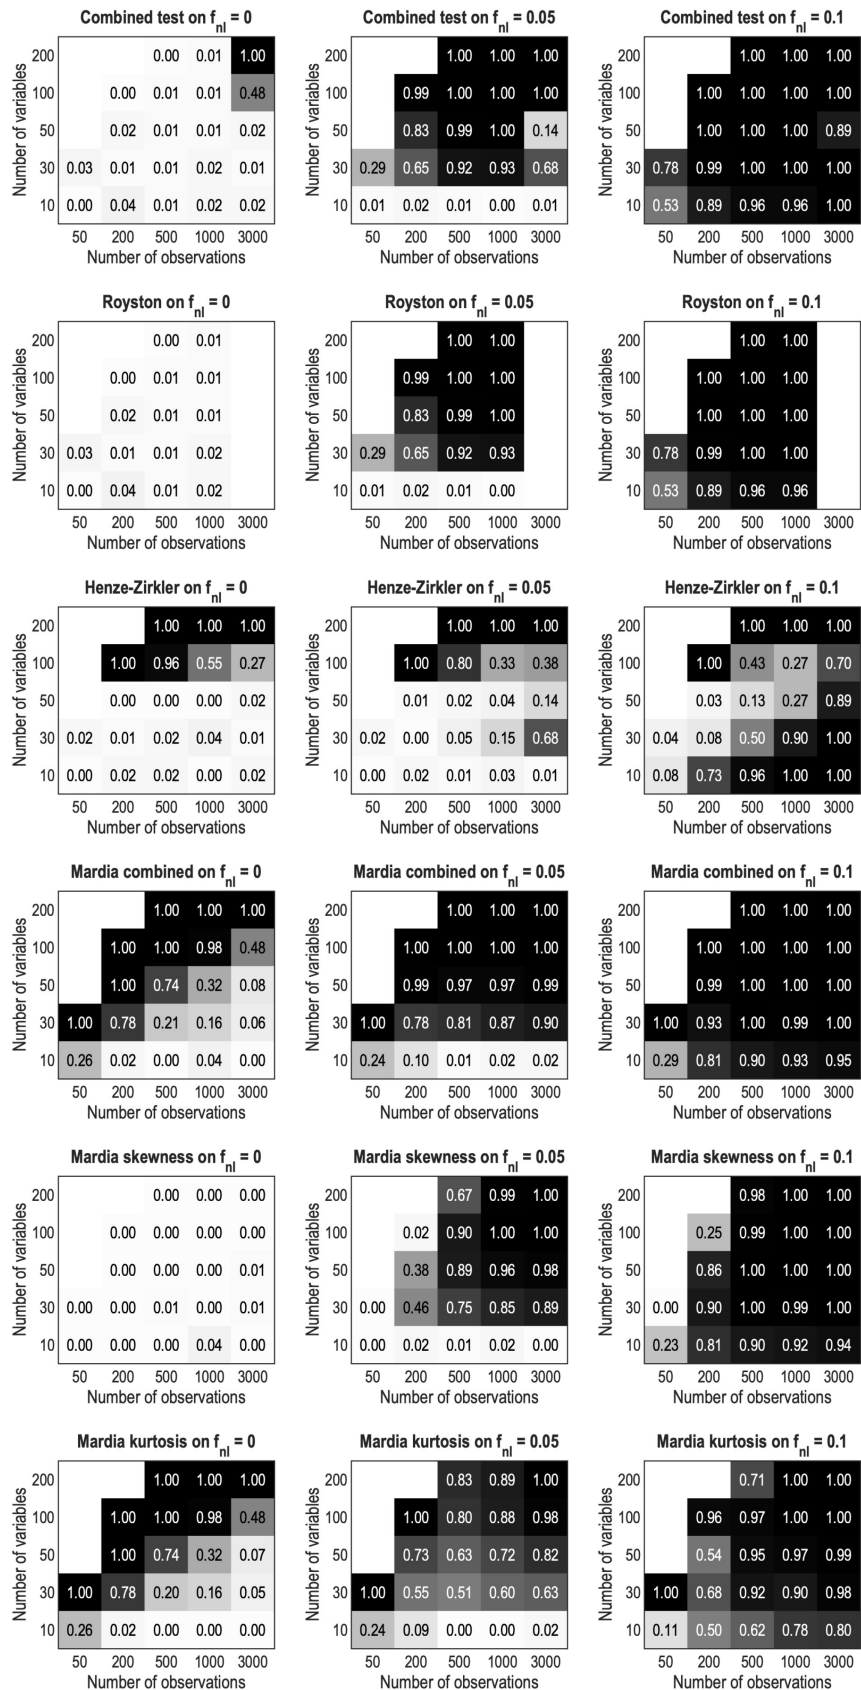 Combined test on f_nl = 0
Number of variables
200 0.00 0.01 1.00
100 0.00 0.01 0.01 0.48
50 0.02 0.01 0.01 0.02
30 0.03 0.01 0.01 0.02 0.01
10 0.00 0.04 0.01 0.02 0.02
50 200 500 1000 3000
Number of observations
Combined test on f_nl = 0.05
Number of variables
200 1.00 1.00 1.00
100 0.99 1.00 1.00 1.00
50 0.83 0.99 1.00 0.14
30 0.29 0.65 0.92 0.93 0.68
10 0.01 0.02 0.01 0.00 0.01
50 200 500 1000 3000
Number of observations
Combined test on f_nl = 0.1
Number of variables
200 1.00 1.00 1.00
100 1.00 1.00 1.00 1.00
50 1.00 1.00 1.00 0.89
30 0.78 0.99 1.00 1.00 1.00
10 0.53 0.89 0.96 0.96 1.00
50 200 500 1000 3000
Number of observations
Royston on f_nl = 0
Number of variables
200 0.00 0.01
100 0.00 0.01 0.01
50 0.02 0.01 0.01
30 0.03 0.01 0.01 0.02
10 0.00 0.04 0.01 0.02
50 200 500 1000 3000
Number of observations
Royston on f_nl = 0.05
Number of variables
200 1.00 1.00
100 0.99 1.00 1.00
50 0.83 0.99 1.00
30 0.29 0.65 0.92 0.93
10 0.01 0.02 0.01 0.00
50 200 500 1000 3000
Number of observations
Royston on f_nl = 0.1
Number of variables
200 1.00 1.00
100 1.00 1.00 1.00
50 1.00 1.00 1.00
30 0.78 0.99 1.00 1.00
10 0.53 0.89 0.96 0.96
50 200 500 1000 3000
Number of observations
Henze-Zirkler on f_nl = 0
Number of variables
200 1.00 1.00 1.00
100 1.00 0.96 0.55 0.27
50 0.00 0.00 0.00 0.02
30 0.02 0.01 0.02 0.04 0.01
10 0.00 0.02 0.02 0.00 0.02
50 200 500 1000 3000
Number of observations
Henze-Zirkler on f_nl = 0.05
Number of variables
200 1.00 1.00 1.00
100 1.00 0.80 0.33 0.38
50 0.01 0.02 0.04 0.14
30 0.02 0.00 0.05 0.15 0.68
10 0.00 0.02 0.01 0.03 0.01
50 200 500 1000 3000
Number of observations
Henze-Zirkler on f_nl = 0.1
Number of variables
200 1.00 1.00 1.00
100 1.00 0.43 0.27 0.70
50 0.03 0.13 0.27 0.89
30 0.04 0.08 0.50 0.90 1.00
10 0.08 0.73 0.96 1.00 1.00
50 200 500 1000 3000
Number of observations
Mardia combined on f_nl = 0
Number of variables
200 1.00 1.00 1.00
100 1.00 1.00 0.98 0.48
50 1.00 0.74 0.32 0.08
30 1.00 0.78 0.21 0.16 0.06
10 0.26 0.02 0.00 0.04 0.00
50 200 500 1000 3000
Number of observations
Mardia combined on f_nl = 0.05
Number of variables
200 1.00 1.00 1.00
100 1.00 1.00 1.00 1.00
50 0.99 0.97 0.97 0.99
30 1.00 0.78 0.81 0.87 0.90
10 0.24 0.10 0.01 0.02 0.02
50 200 500 1000 3000
Number of observations
Mardia combined on f_nl = 0.1
Number of variables
200 1.00 1.00 1.00
100 1.00 1.00 1.00 1.00
50 0.99 1.00 1.00 1.00
30 1.00 0.93 1.00 0.99 1.00
10 0.29 0.81 0.90 0.93 0.95
50 200 500 1000 3000
Number of observations
Mardia skewness on f_nl = 0
Number of variables
200 0.00 0.00 0.00
100 0.00 0.00 0.00 0.00
50 0.00 0.00 0.00 0.01
30 0.00 0.00 0.01 0.00 0.01
10 0.00 0.00 0.00 0.04 0.00
50 200 500 1000 3000
Number of observations
Mardia skewness on f_nl = 0.05
Number of variables
200 0.67 0.99 1.00
100 0.02 0.90 1.00 1.00
50 0.38 0.89 0.96 0.98
30 0.00 0.46 0.75 0.85 0.89
10 0.00 0.02 0.01 0.02 0.00
50 200 500 1000 3000
Number of observations
Mardia skewness on f_nl = 0.1
Number of variables
200 0.98 1.00 1.00
100 0.25 0.99 1.00 1.00
50 0.86 1.00 1.00 1.00
30 0.00 0.90 1.00 0.99 1.00
10 0.23 0.81 0.90 0.92 0.94
50 200 500 1000 3000
Number of observations
Mardia kurtosis on f_nl = 0
Number of variables
200 1.00 1.00 1.00
100 1.00 1.00 0.98 0.48
50 1.00 0.74 0.32 0.07
30 1.00 0.78 0.20 0.16 0.05
10 0.26 0.02 0.00 0.00 0.00
50 200 500 1000 3000
Number of observations
Mardia kurtosis on f_nl = 0.05
Number of variables
200 0.83 0.89 1.00
100 1.00 0.80 0.88 0.98
50 0.73 0.63 0.72 0.82
30 1.00 0.55 0.51 0.60 0.63
10 0.24 0.09 0.00 0.00 0.02
50 200 500 1000 3000
Number of observations
Mardia kurtosis on f_nl = 0.1
Number of variables
200 0.71 1.00 1.00
100 0.96 0.97 1.00 1.00
50 0.54 0.95 0.97 0.99
30 1.00 0.68 0.92 0.90 0.98
10 0.11 0.50 0.62 0.78 0.80
50 200 500 1000 3000
Number of observations